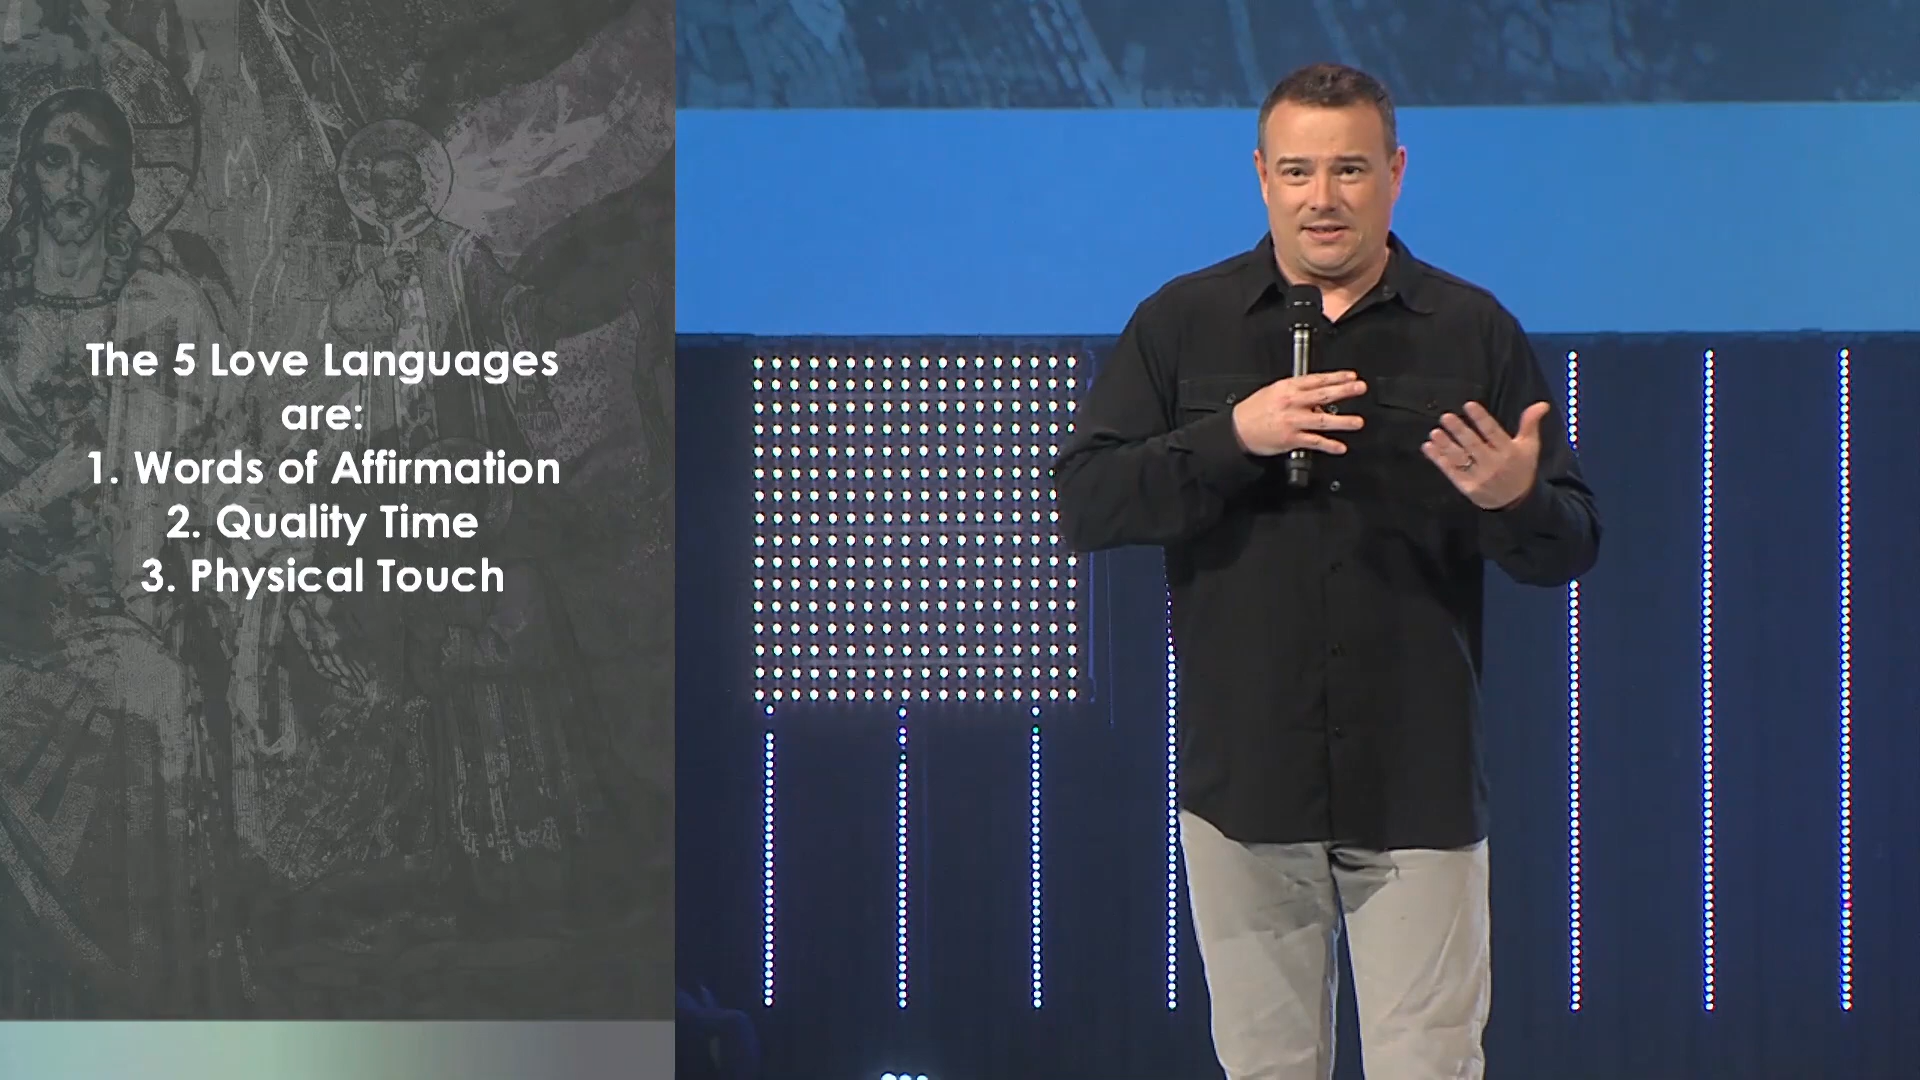 The 5 Love Languages
are:
1. Words of Affirmation
2. Quality Time
3. Physical Touch